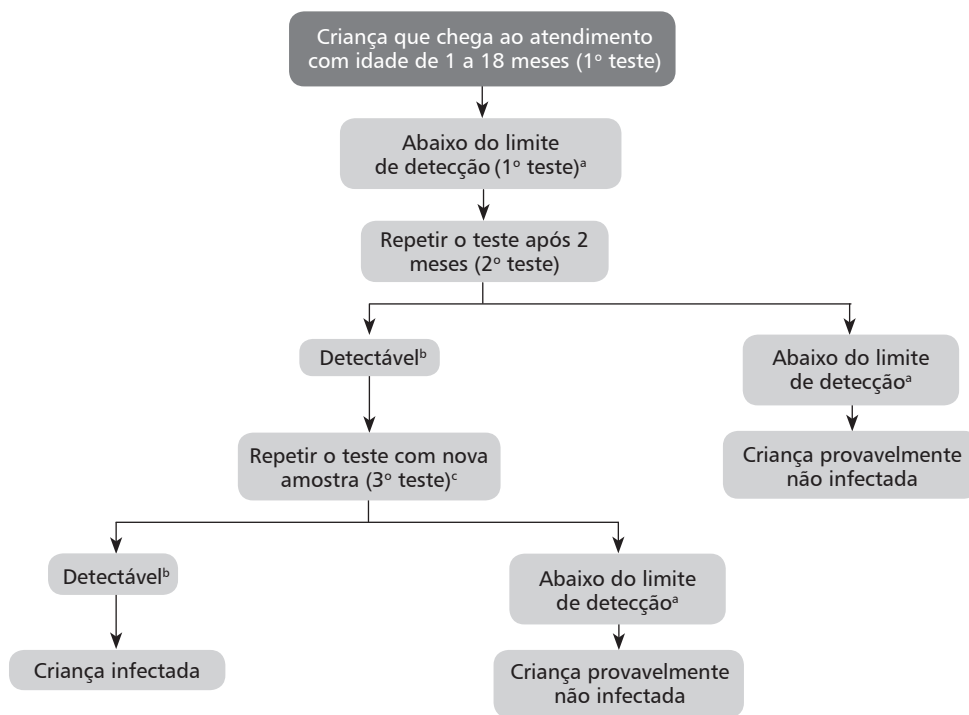 Criança que chega ao atendimento
com idade de 1 a 18 meses (1º teste)
Abaixo do limite
de detecção (1º teste)ª
Repetir o teste após 2
meses (2º teste)
Detectávelᵇ
Abaixo do limite
de detecçãoª
Repetir o teste com nova
amostra (3º teste)ᶜ
Criança provavelmente
não infectada
Detectávelᵇ
Abaixo do limite
de detecçãoª
Criança infectada
Criança provavelmente
não infectada